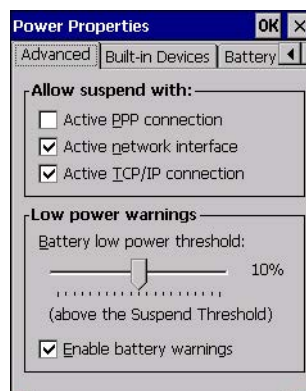 Power Properties OK ×
Advanced Built-in Devices Battery
Allow suspend with:
Active PPP connection
Active network interface
Active TCP/IP connection
Low power warnings
Battery low power threshold:
10%
(above the Suspend Threshold)
Enable battery warnings